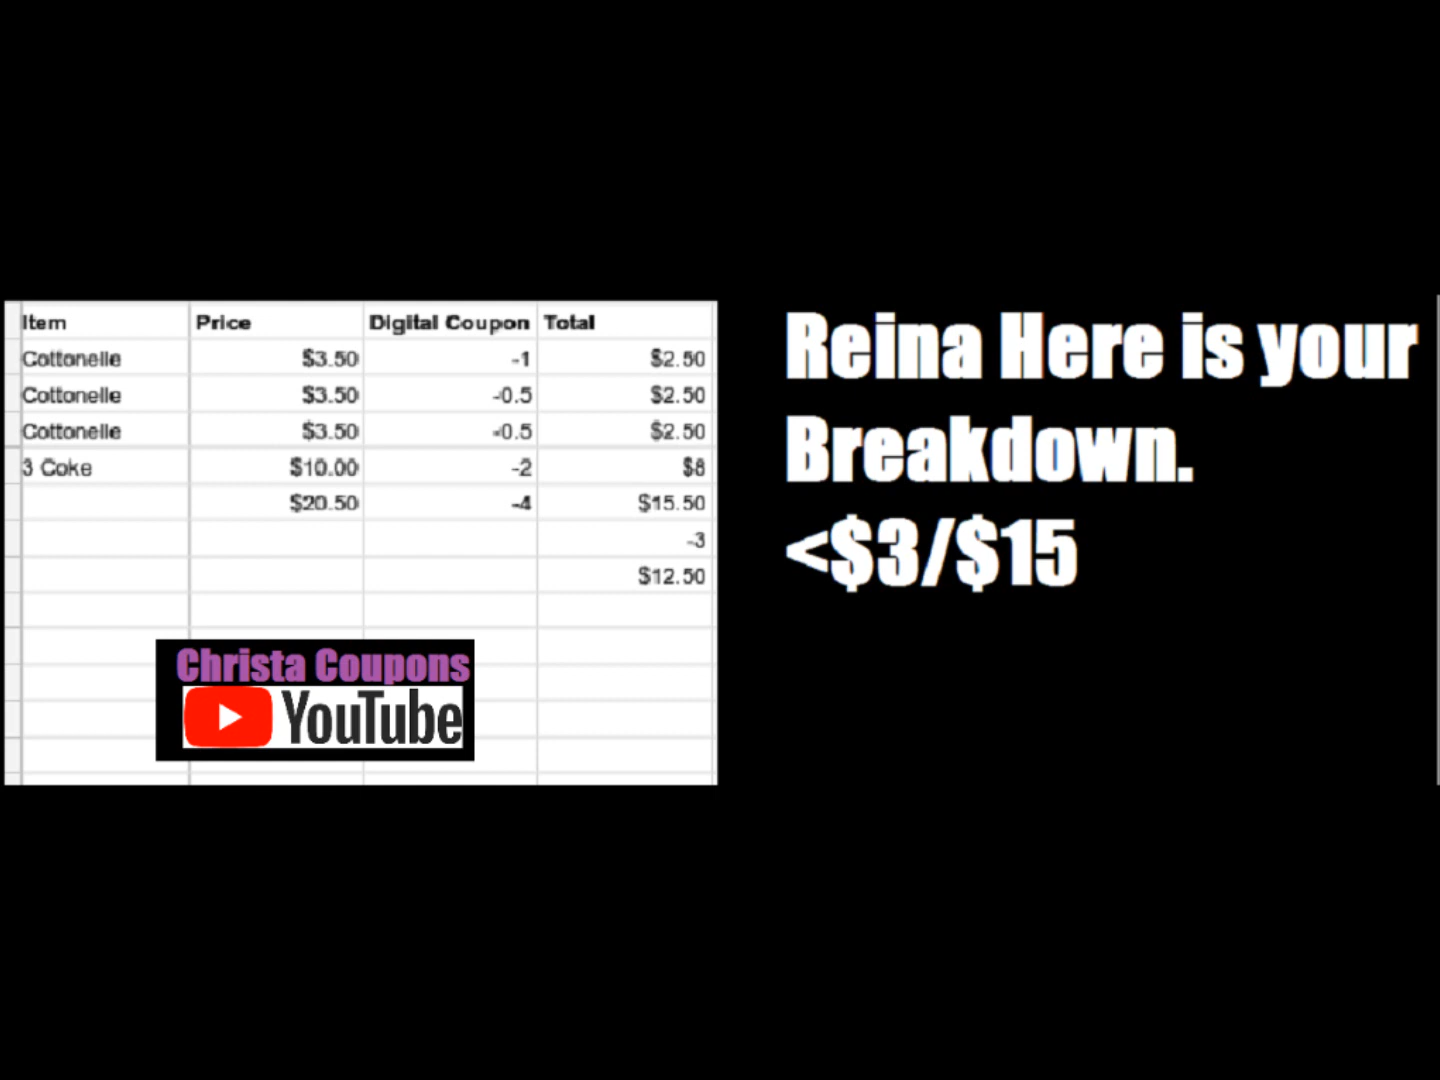 Item Price Digital Coupon Total
Cottonelle $3.50 -1 $2.50
Cottonelle $3.50 -0.5 $2.50
Cottonelle $3.50 -0.5 $2.50
3 Coke $10.00 -2 $8
$20.50 -4 $15.50
-3
$12.50
Christa Coupons
YouTube
Reina Here is your
Breakdown.
<$3/$15